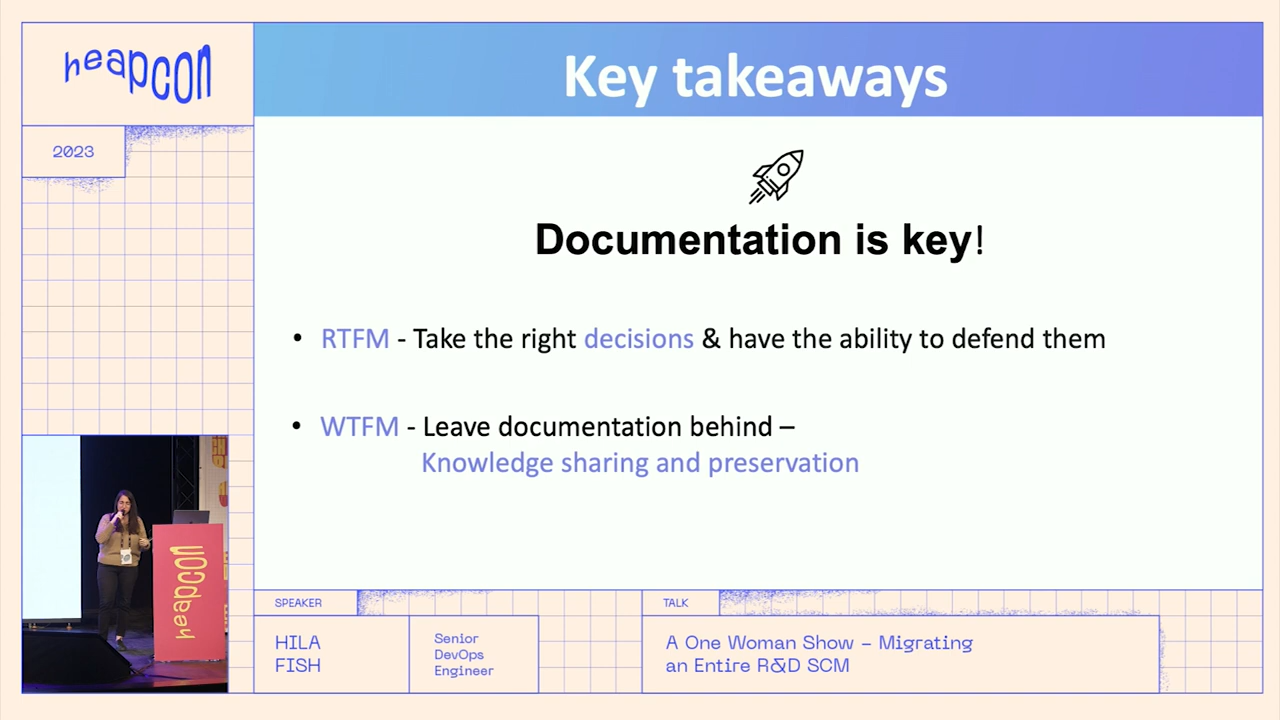 heapcon
2023
Key takeaways
Documentation is key!
• RTFM - Take the right decisions & have the ability to defend them
• WTFM - Leave documentation behind –
Knowledge sharing and preservation
heapcon
SPEAKER
HILA
FISH
Senior
DevOps
Engineer
TALK
A One Woman Show – Migrating
an Entire R&D SCM